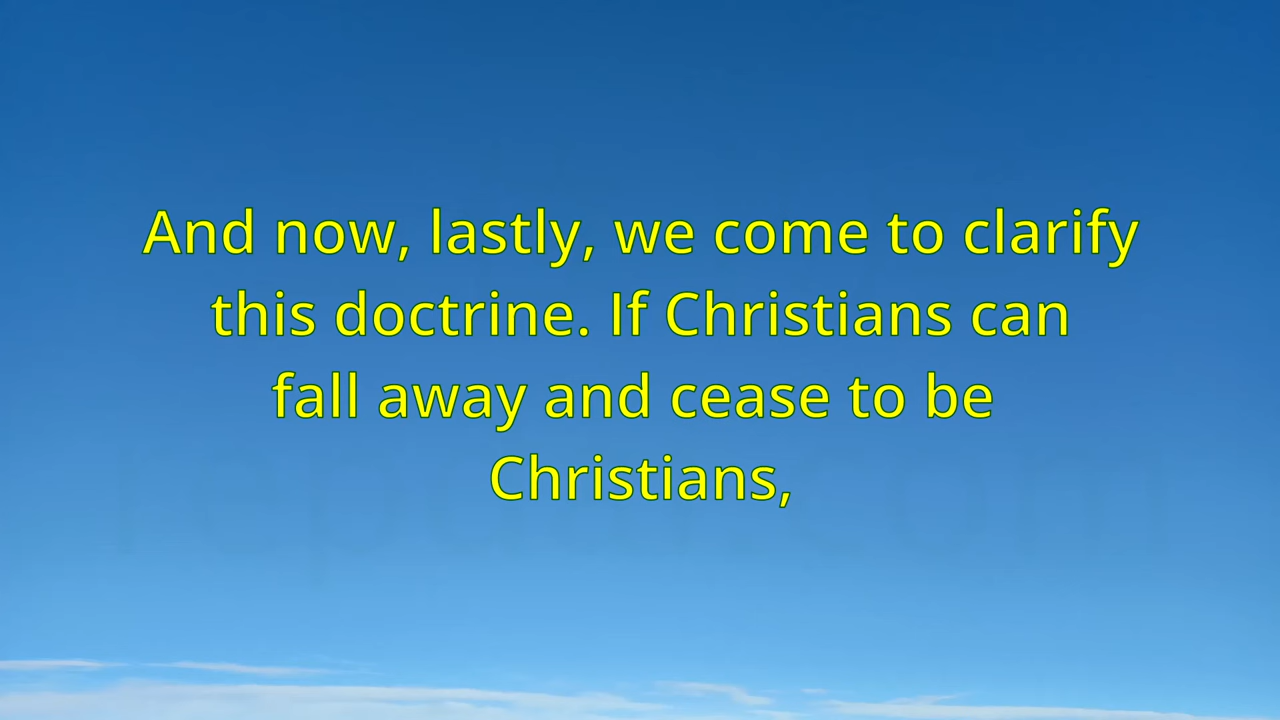 And now, lastly, we come to clarify
this doctrine. If Christians can
fall away and cease to be
Christians,